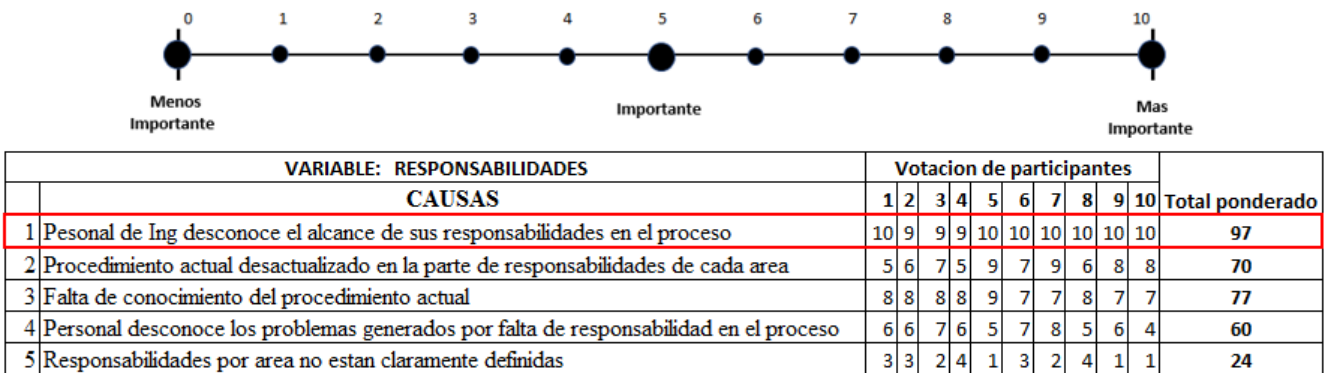 0 1 2 3 4 5 6 7 8 9 10
Menos Importante Importante Mas Importante
VARIABLE: RESPONSABILIDADES Votacion de participantes Total ponderado
CAUSAS 1 2 3 4 5 6 7 8 9 10
1 Pesonal de Ing desconoce el alcance de sus responsabilidades en el proceso 10 9 9 9 10 10 10 10 10 10 97
2 Procedimiento actual desactualizado en la parte de responsabilidades de cada area 5 6 7 5 9 7 9 6 8 8 70
3 Falta de conocimiento del procedimiento actual 8 8 8 8 9 7 7 8 7 7 77
4 Personal desconoce los problemas generados por falta de responsabilidad en el proceso 6 6 7 6 5 7 8 5 6 4 60
5 Responsabilidades por area no estan claramente definidas 3 3 2 4 1 3 2 4 1 1 24